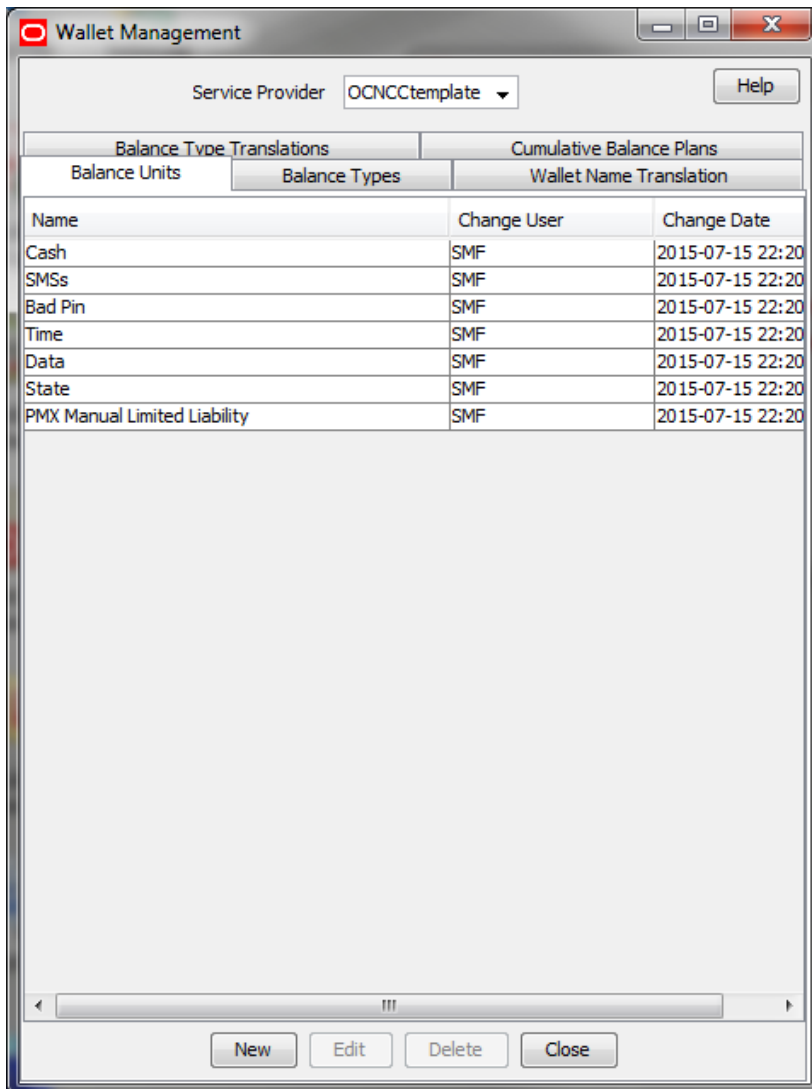 Wallet Management
Service Provider OCNCCtemplate Help
Balance Type Translations Cumulative Balance Plans
Balance Units Balance Types Wallet Name Translation
Name Change User Change Date
Cash SMF 2015-07-15 22:20
SMSs SMF 2015-07-15 22:20
Bad Pin SMF 2015-07-15 22:20
Time SMF 2015-07-15 22:20
Data SMF 2015-07-15 22:20
State SMF 2015-07-15 22:20
PMX Manual Limited Liability SMF 2015-07-15 22:20
New Edit Delete Close